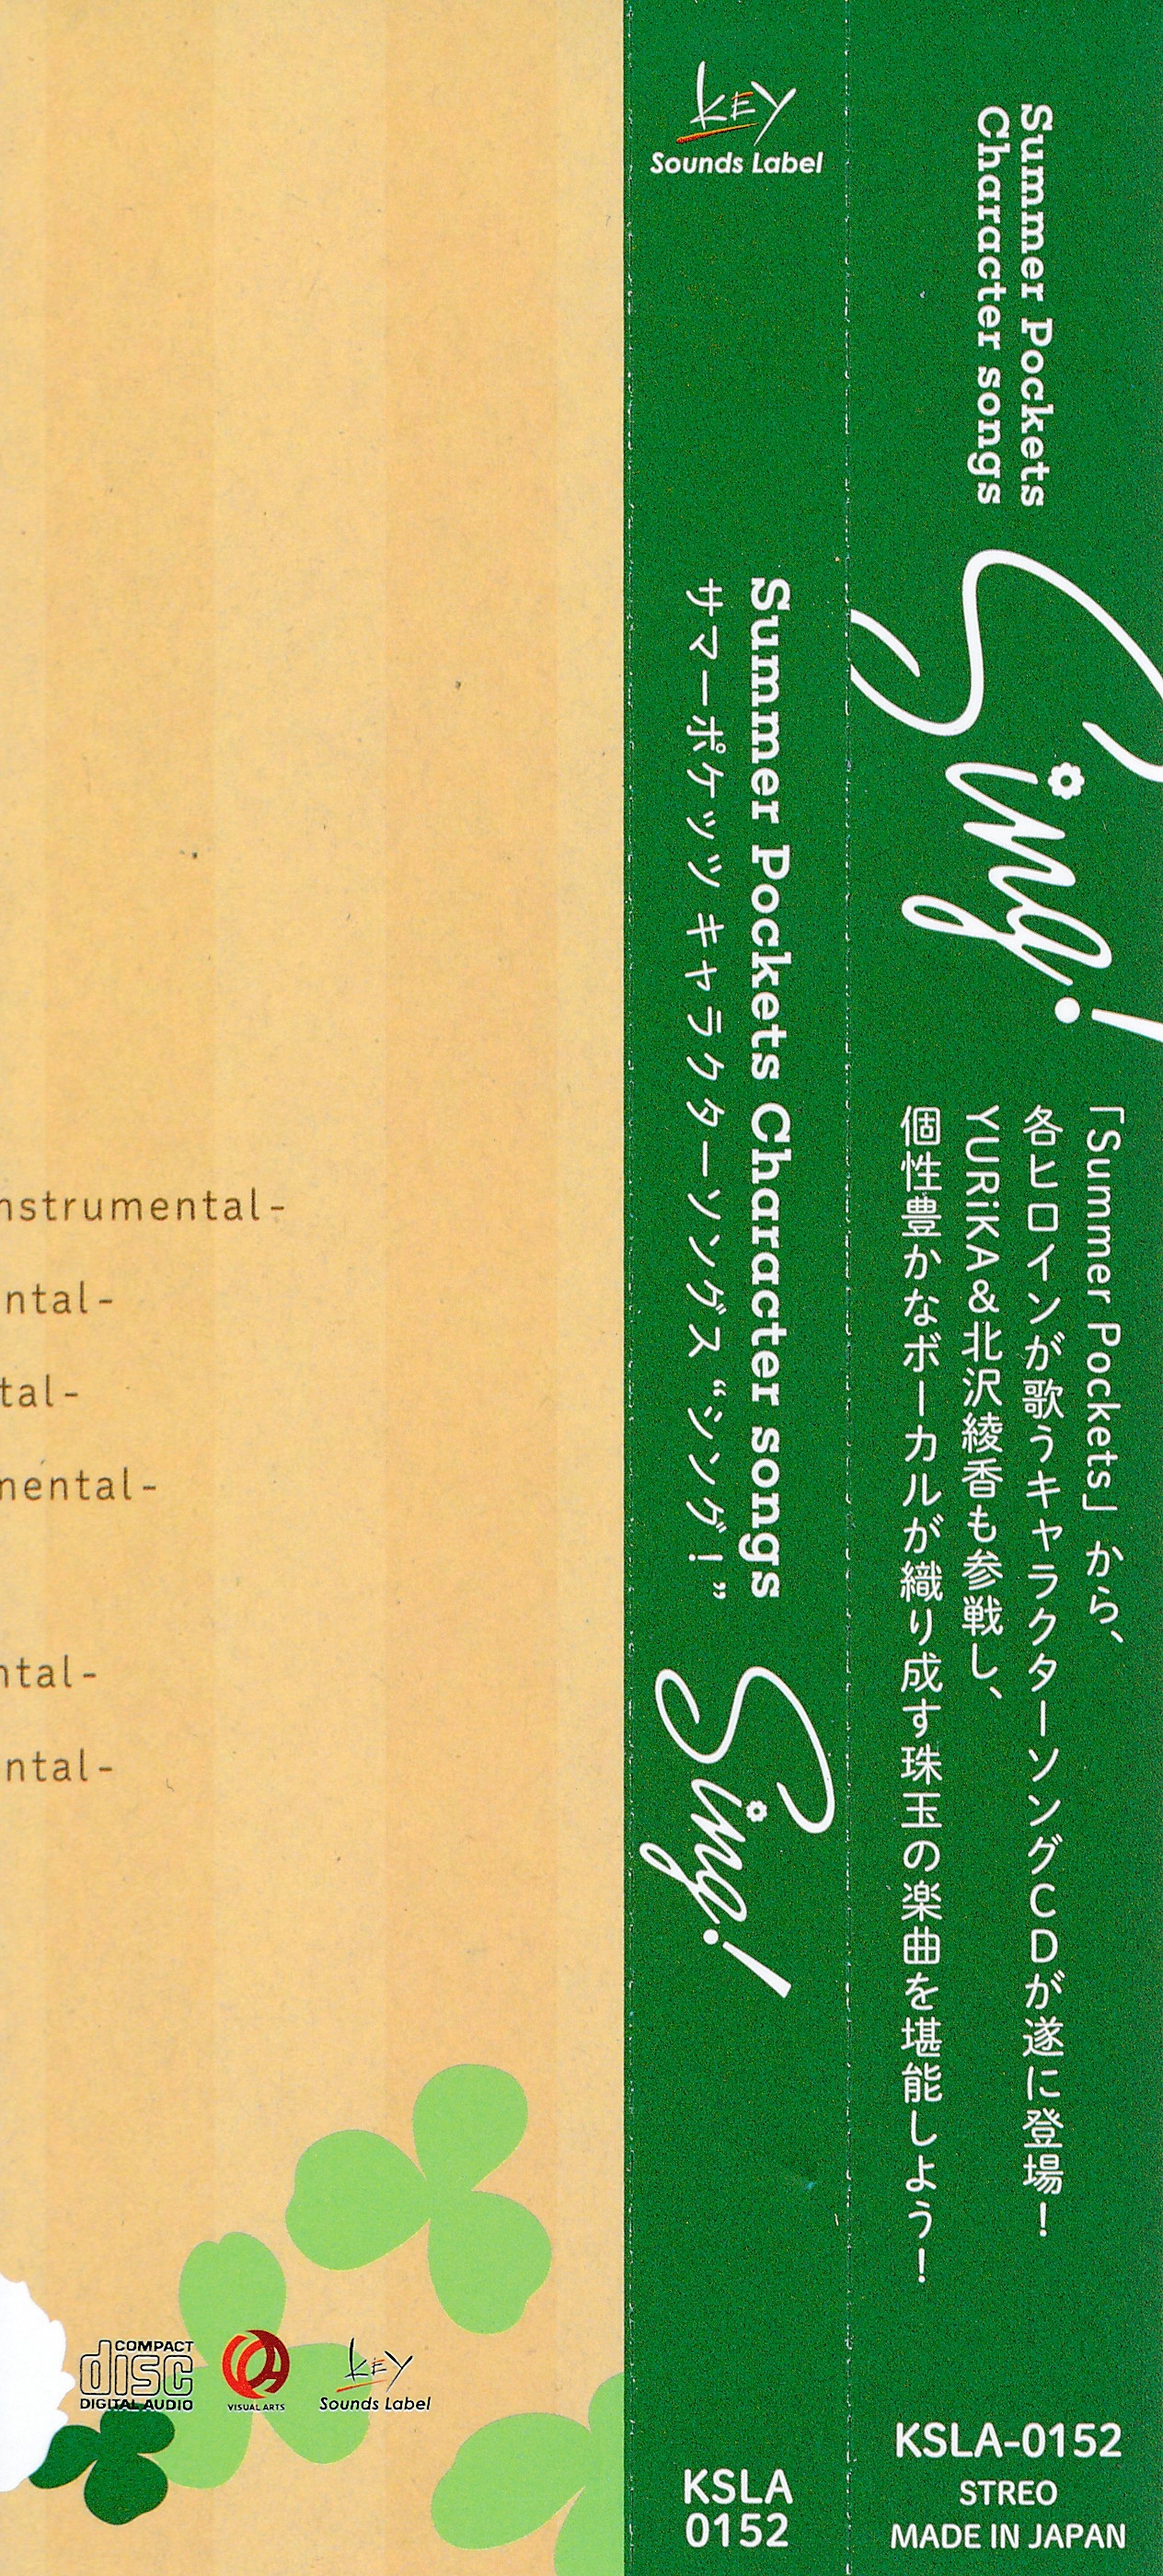 Summer Pockets
Character songs
Sing!
「Summer Pockets」から、
各ヒロインが歌うキャラクターソングCDが遂に登場！
YURiKA&北沢綾香も参戦し、
個性豊かなボーカルが織り成す珠玉の楽曲を堪能しよう！
KSLA-0152
STREO
MADE IN JAPAN
key
Sounds Label
Summer Pockets Character songs
サマーポケッツ キャラクターソングス“シング！”
Sing!
KSLA
0152
nstrumental-
ntal-
tal-
mental-
ntal-
ntal-
COMPACT
disc
DIGITAL AUDIO
VISUAL ARTS
key
Sounds Label